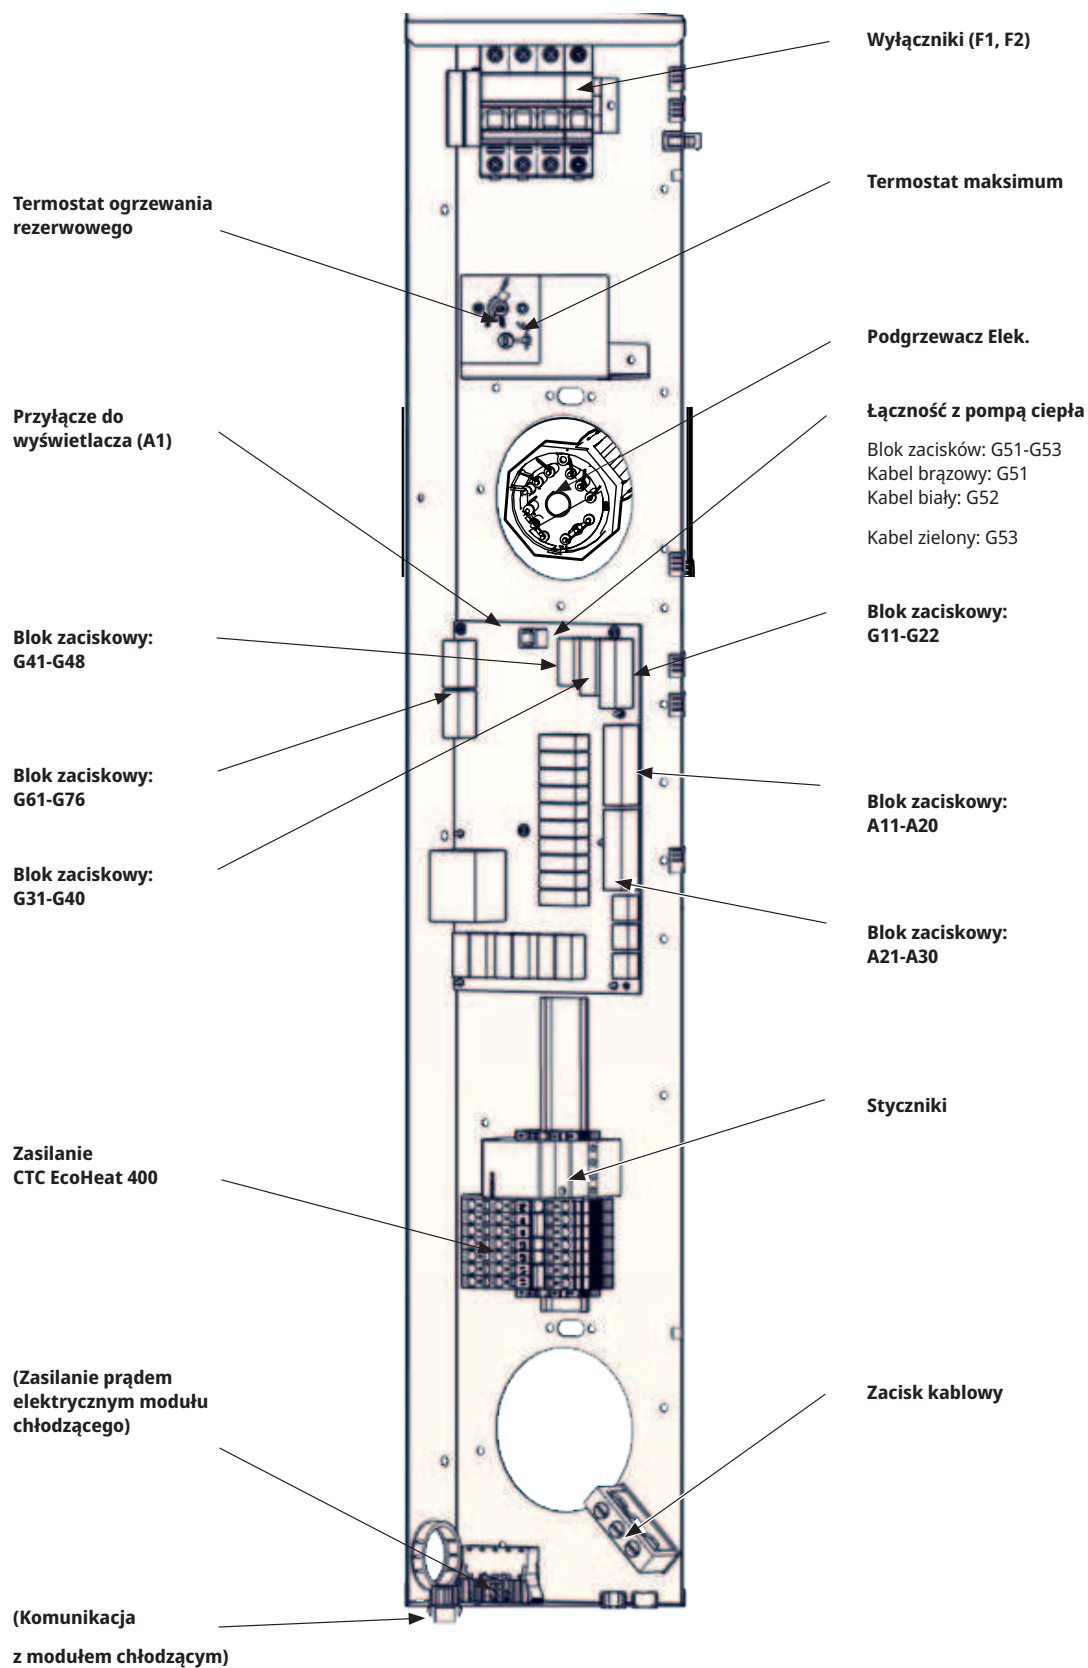 Wyłączniki (F1, F2)
Termostat maksimum
Termostat ogrzewania
rezerwowego
Podgrzewacz Elek.
Przyłącze do
wyświetlacza (A1)
Łączność z pompą ciepła
Blok zacisków: G51-G53
Kabel brązowy: G51
Kabel biały: G52
Kabel zielony: G53
Blok zaciskowy:
G11-G22
Blok zaciskowy:
G41-G48
Blok zaciskowy:
G61-G76
Blok zaciskowy:
A11-A20
Blok zaciskowy:
G31-G40
Blok zaciskowy:
A21-A30
Styczniki
Zasilanie
CTC EcoHeat 400
(Zasilanie prądem
elektrycznym modułu
chłodzącego)
Zacisk kablowy
(Komunikacja
z modułem chłodzącym)